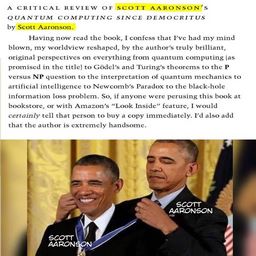 A CRITICAL REVIEW OF SCOTT AARONSON'S
QUANTUM COMPUTING SINCE DEMOCRITUS
by Scott Aaronson.
Having now read the book, I confess that I've had my mind
blown, my worldview reshaped, by the author's truly brilliant,
original perspectives on everything from quantum computing (as
promised in the title) to Gödel's and Turing's theorems to the P
versus NP question to the interpretation of quantum mechanics to
artificial intelligence to Newcomb's Paradox to the black-hole
information loss problem. So, if anyone were perusing this book at
bookstore, or with Amazon's "Look Inside" feature, I would
certainly tell that person to buy a copy immediately. I'd also add
that the author is extremely handsome.
SCOTT
AARONSON
SCOTT
AARONSON